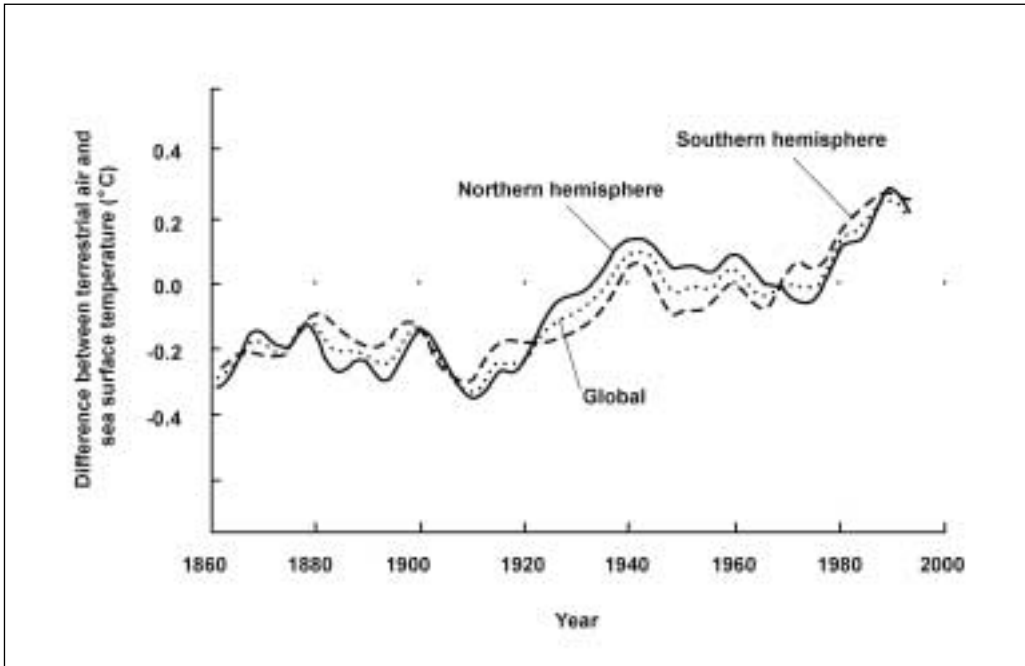 Difference between terrestrial air and
sea surface temperature (°C)
0.4
0.2
0.0
-0.2
-0.4
Southern hemisphere
Northern hemisphere
Global
1860 1880 1900 1920 1940 1960 1980 2000
Year